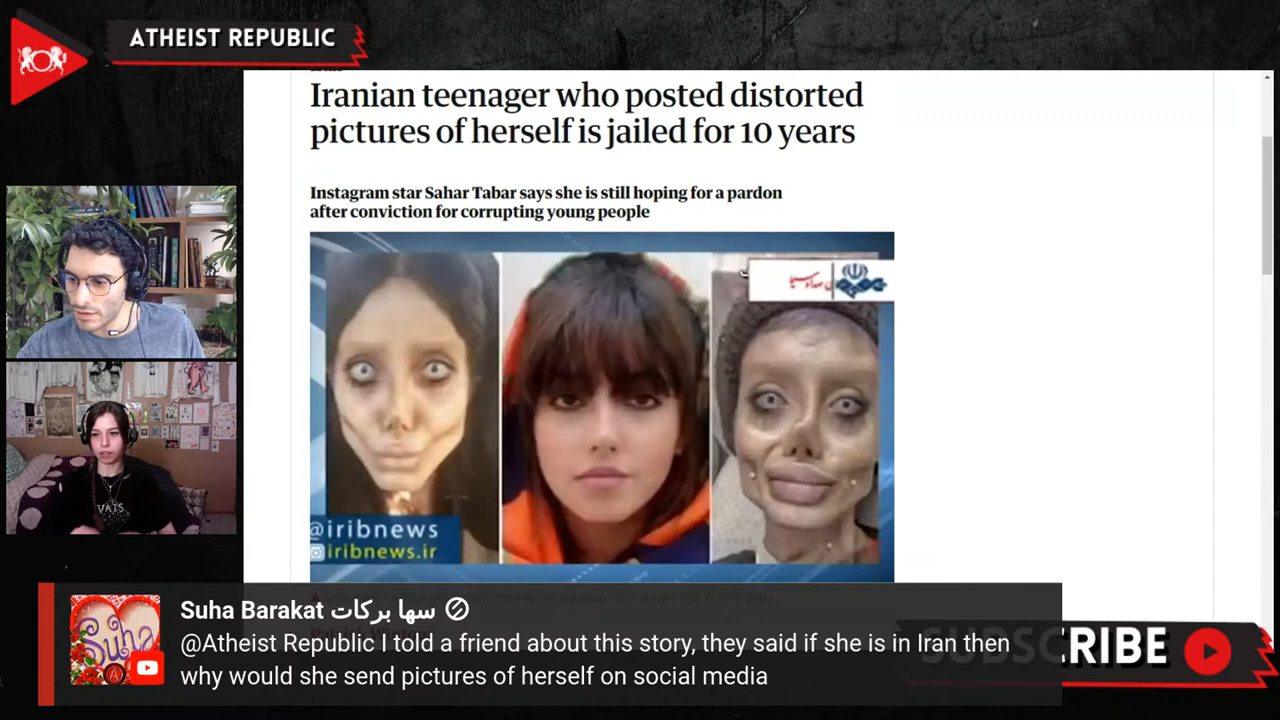 ATHEIST REPUBLIC
Iranian teenager who posted distorted
pictures of herself is jailed for 10 years
Instagram star Sahar Tabar says she is still hoping for a pardon
after conviction for corrupting young people
@iribnews
iribnews.ir
VATS
Suha Barakat سها بركات
@Atheist Republic I told a friend about this story, they said if she is in Iran then
why would she send pictures of herself on social media
Suha
SUBSCRIBE